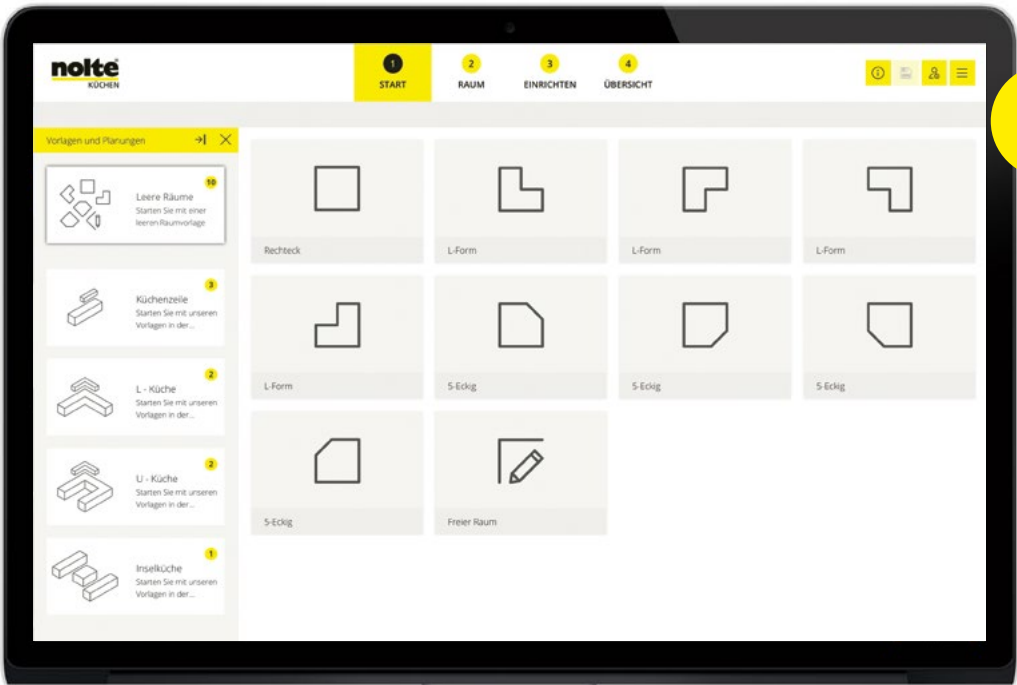 nolte
KÜCHEN
1
START
2
RAUM
3
EINRICHTEN
4
ÜBERSICHT
Vorlagen und Planungen
10
Leere Räume
Starten Sie mit einer
leeren Raumvorlage
3
Küchenzeile
Starten Sie mit unseren
Vorlagen in der...
2
L - Küche
Starten Sie mit unseren
Vorlagen in der...
2
U - Küche
Starten Sie mit unseren
Vorlagen in der...
1
Inselküche
Starten Sie mit unseren
Vorlagen in der...
Rechteck
L-Form
L-Form
L-Form
L-Form
5-Eckig
5-Eckig
5-Eckig
5-Eckig
Freier Raum